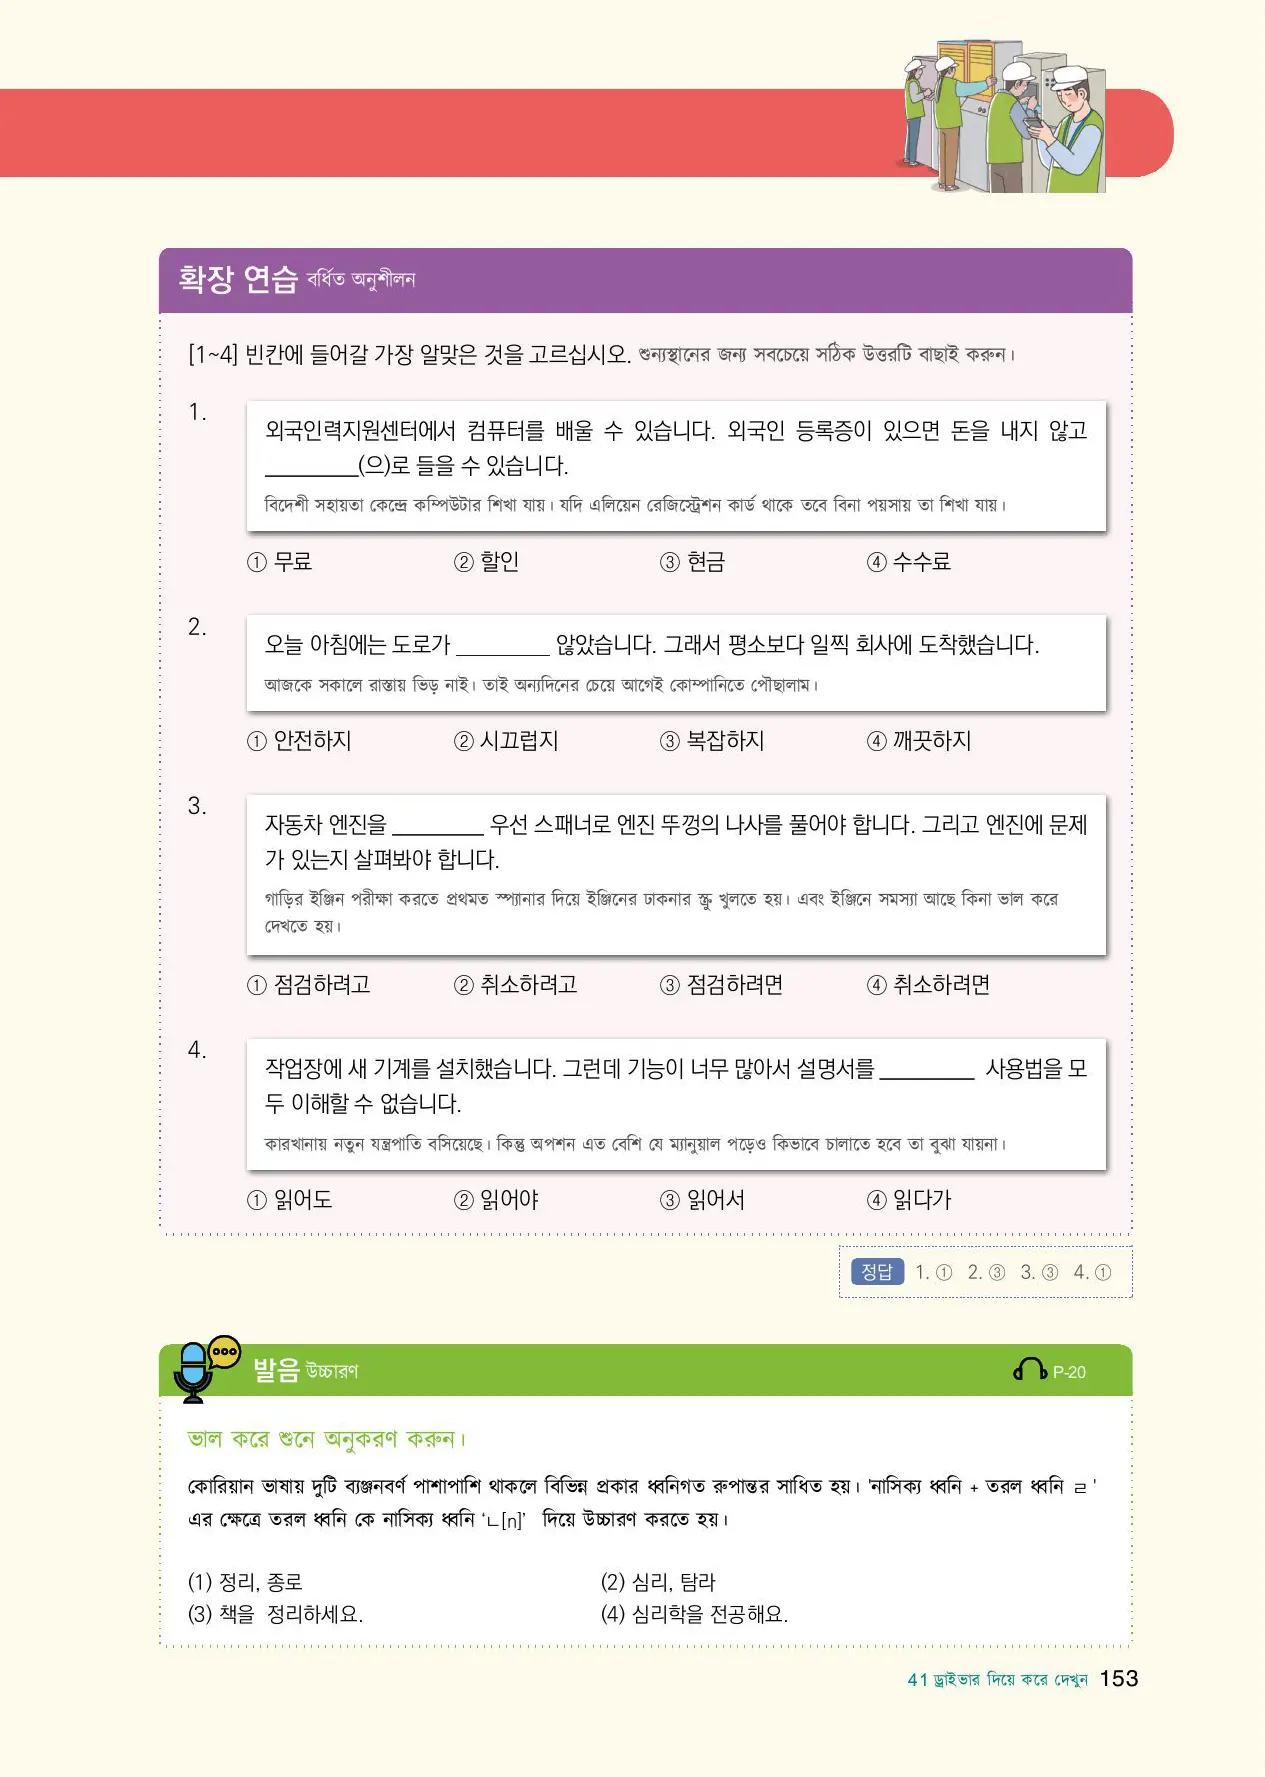 확장 연습 বর্ধিত অনুশীলন
[1~4] 빈칸에 들어갈 가장 알맞은 것을 고르십시오. শুন্যস্থানের জন্য সবচেয়ে সঠিক উত্তরটি বাছাই করুন।
1.
외국인력지원센터에서 컴퓨터를 배울 수 있습니다. 외국인 등록증이 있으면 돈을 내지 않고
________(으)로 들을 수 있습니다.
বিদেশী সহায়তা কেন্দ্রে কম্পিউটার শিখা যায়। যদি এলিয়েন রেজিস্ট্রেশন কার্ড থাকে তবে বিনা পয়সায় তা শিখা যায়।
① 무료 ② 할인 ③ 현금 ④ 수수료
2.
오늘 아침에는 도로가 ________ 않았습니다. 그래서 평소보다 일찍 회사에 도착했습니다.
আজকে সকালে রাস্তায় ভিড় নাই। তাই অন্যদিনের চেয়ে আগেই কোম্পানিতে পৌছালাম।
① 안전하지 ② 시끄럽지 ③ 복잡하지 ④ 깨끗하지
3.
자동차 엔진을 ________ 우선 스패너로 엔진 뚜껑의 나사를 풀어야 합니다. 그리고 엔진에 문제
가 있는지 살펴봐야 합니다.
গাড়ির ইঞ্জিন পরীক্ষা করতে প্রথমত স্প্যানার দিয়ে ইঞ্জিনের ঢাকনার স্ক্রু খুলতে হয়। এবং ইঞ্জিনে সমস্যা আছে কিনা ভাল করে
দেখতে হয়।
① 점검하려고 ② 취소하려고 ③ 점검하려면 ④ 취소하려면
4.
작업장에 새 기계를 설치했습니다. 그런데 기능이 너무 많아서 설명서를 ________ 사용법을 모
두 이해할 수 없습니다.
কারখানায় নতুন যন্ত্রপাতি বসিয়েছে। কিন্তু অপশন এত বেশি যে ম্যানুয়াল পড়েও কিভাবে চালাতে হবে তা বুঝা যায়না।
① 읽어도 ② 읽어야 ③ 읽어서 ④ 읽다가
정답 1. ① 2. ③ 3. ③ 4. ①
발음 উচ্চারণ P-20
ভাল করে শুনে অনুকরণ করুন।
কোরিয়ান ভাষায় দুটি ব্যঞ্জনবর্ণ পাশাপাশি থাকলে বিভিন্ন প্রকার ধ্বনিগত রুপান্তর সাধিত হয়। 'নাসিক্য ধ্বনি + তরল ধ্বনি ㄹ'
এর ক্ষেত্রে তরল ধ্বনি কে নাসিক্য ধ্বনি ‘ㄴ[n]’ দিয়ে উচ্চারণ করতে হয়।
(1) 정리, 종로 (2) 심리, 탐라
(3) 책을 정리하세요. (4) 심리학을 전공해요.
41 ড্রাইভার দিয়ে করে দেখুন 153